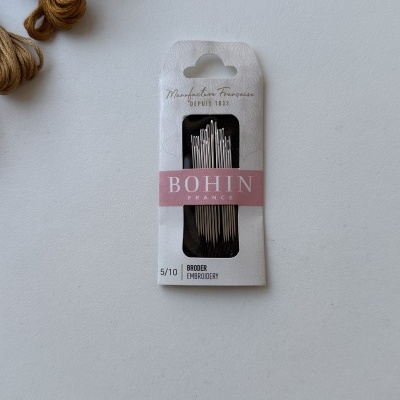 Manufacture Française
DEPUIS 1833
BOHIN
FRANCE
5/10
BRODER
EMBROIDERY